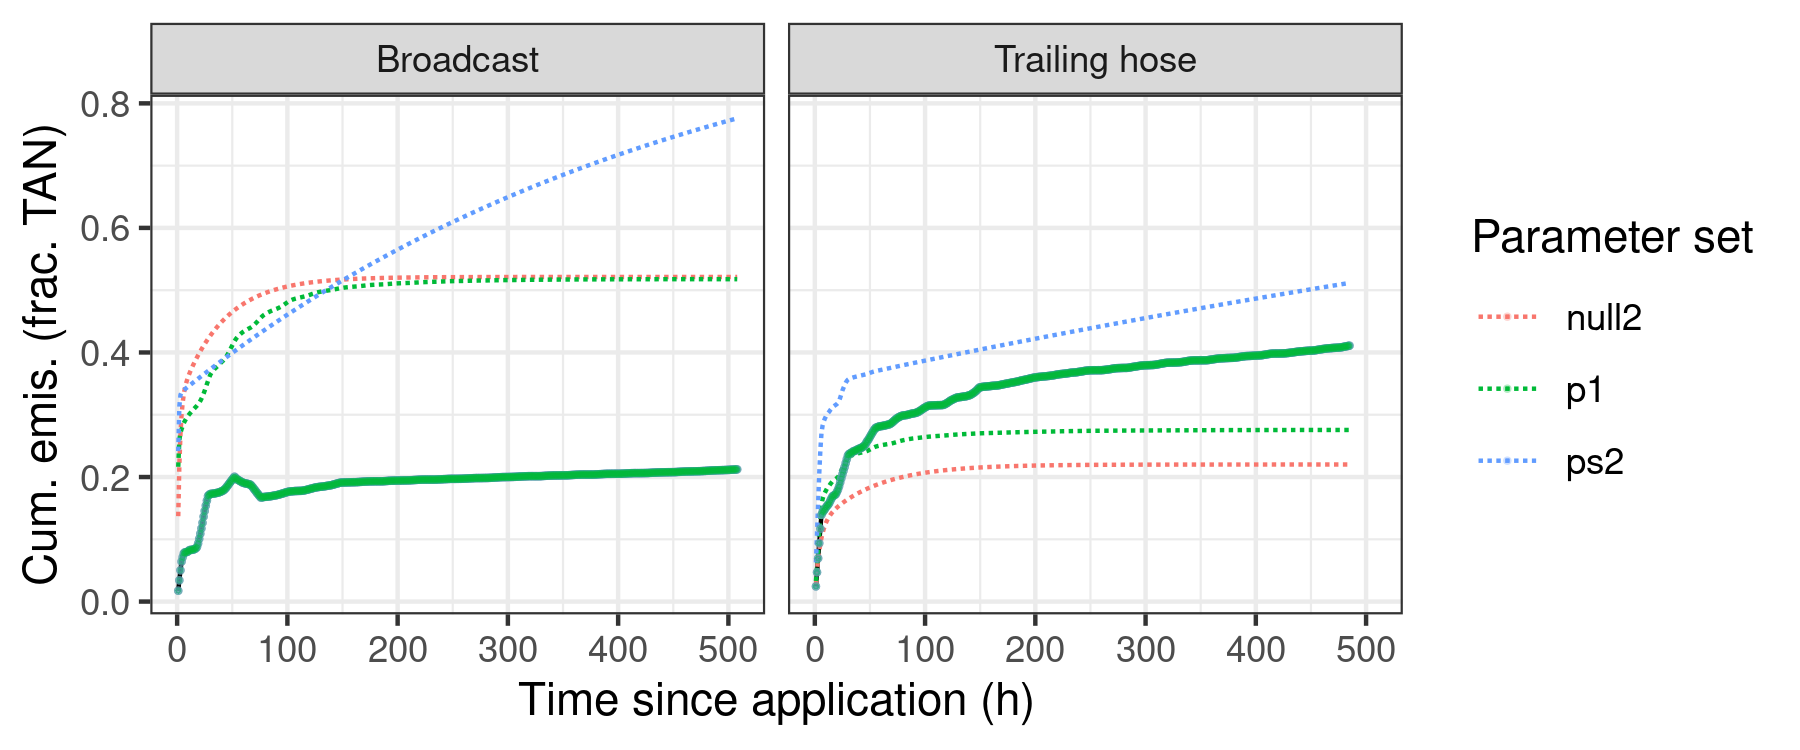 Broadcast
Trailing hose
Cum. emis. (frac. TAN)
0.8
0.6
0.4
0.2
0.0
0 100 200 300 400 500
0 100 200 300 400 500
Time since application (h)
Parameter set
null2
p1
ps2